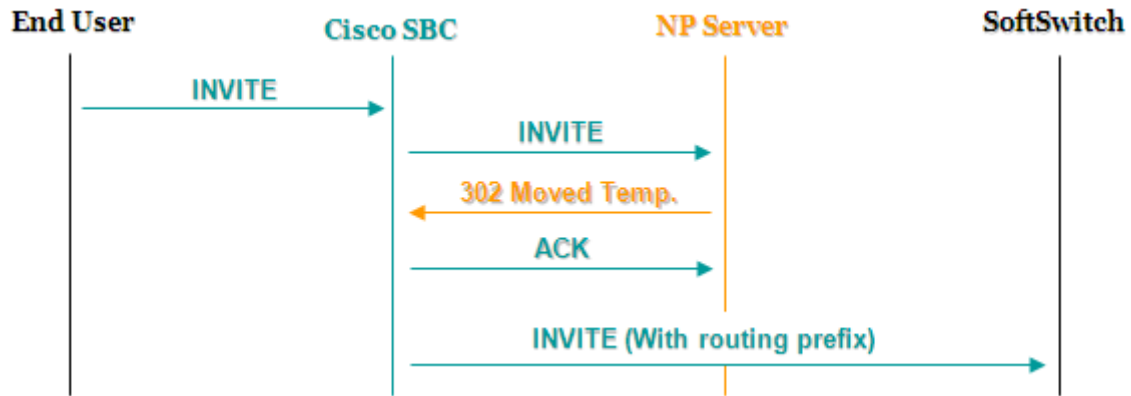 End User
Cisco SBC
NP Server
SoftSwitch
INVITE
INVITE
302 Moved Temp.
ACK
INVITE (With routing prefix)